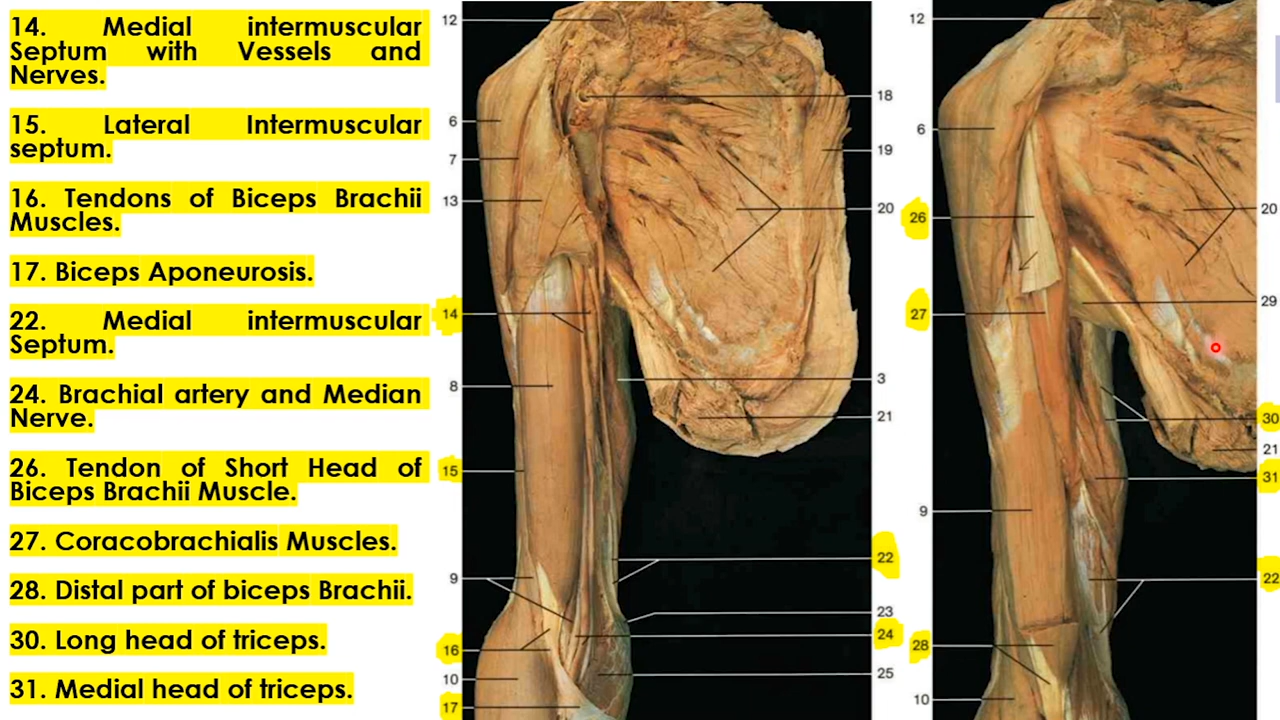 14. Medial intermuscular
Septum with Vessels and
Nerves.
15. Lateral Intermuscular
septum.
16. Tendons of Biceps Brachii
Muscles.
17. Biceps Aponeurosis.
22. Medial intermuscular
Septum.
24. Brachial artery and Median
Nerve.
26. Tendon of Short Head of
Biceps Brachii Muscle.
27. Coracobrachialis Muscles.
28. Distal part of biceps Brachii.
30. Long head of triceps.
31. Medial head of triceps.
12
6
7
13
14
8
15
9
16
10
17
18
19
20
3
21
22
23
24
25
12
6
26
27
9
28
10
20
29
30
21
31
22